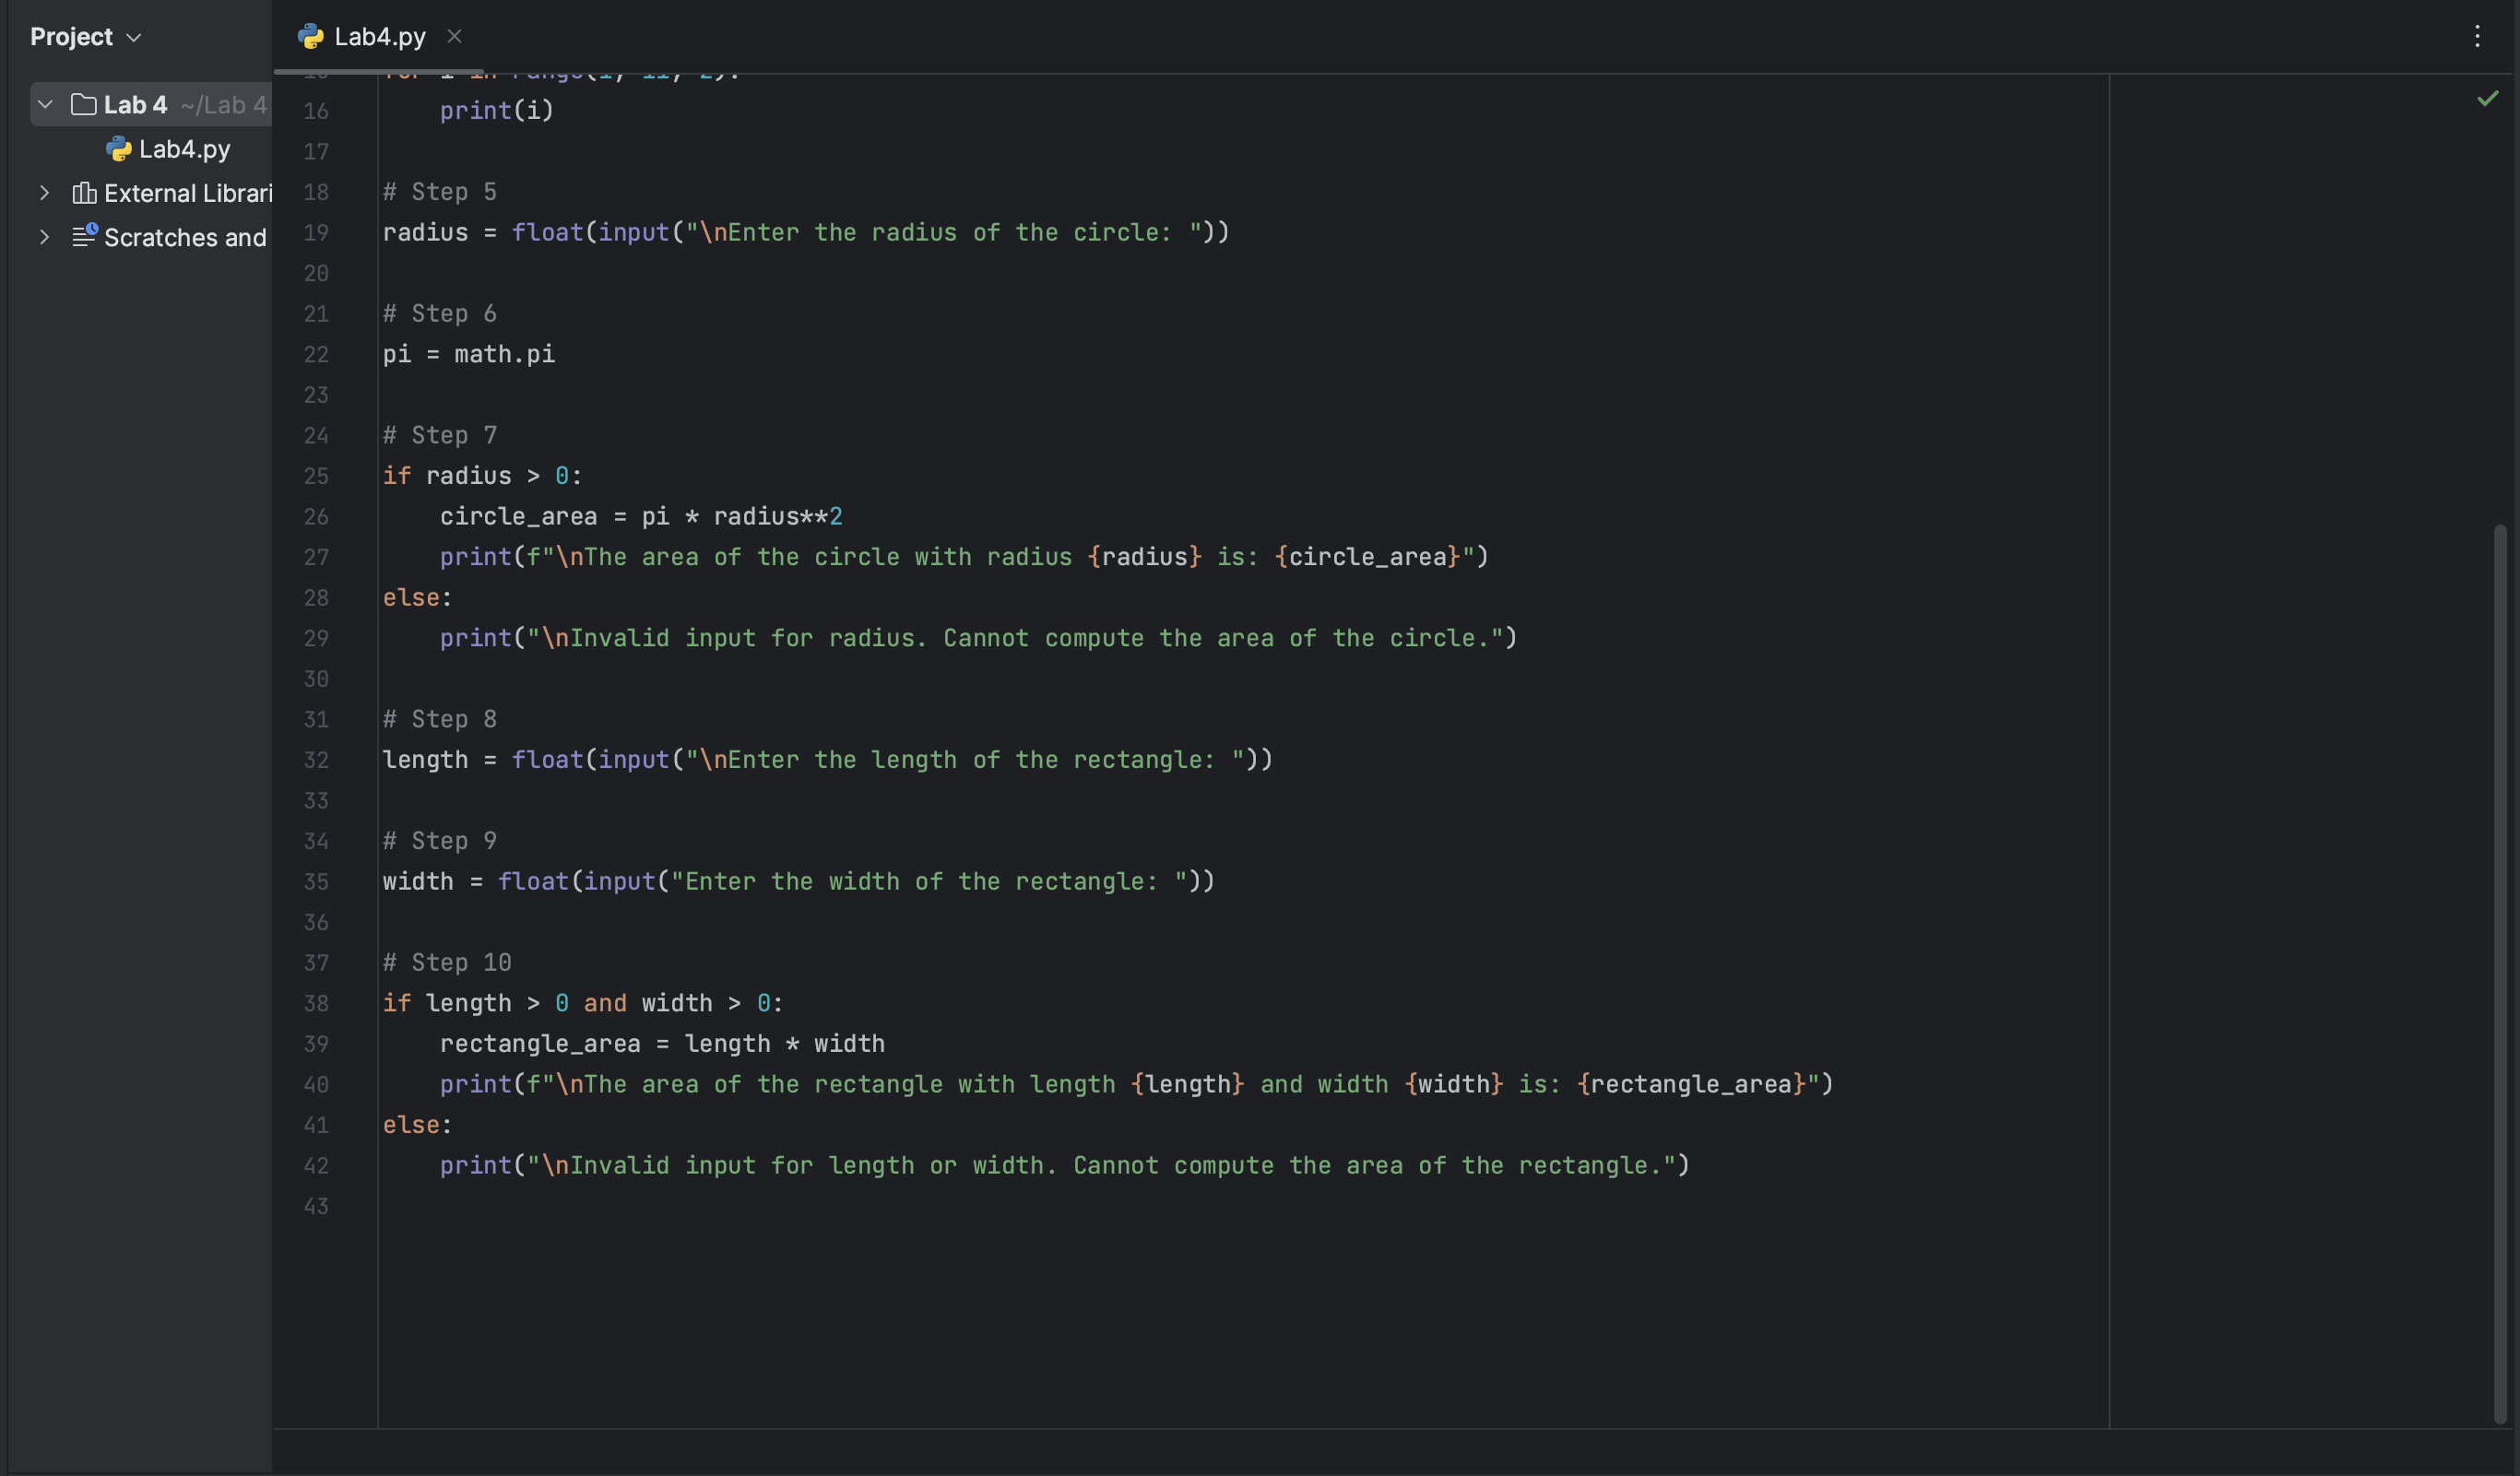 Project
Lab4.py
Lab 4 ~/Lab 4
Lab4.py
External Librari
Scratches and
16 print(i)
17
18 # Step 5
19 radius = float(input("\nEnter the radius of the circle: "))
20
21 # Step 6
22 pi = math.pi
23
24 # Step 7
25 if radius > 0:
26 circle_area = pi * radius**2
27 print(f"\nThe area of the circle with radius {radius} is: {circle_area}")
28 else:
29 print("\nInvalid input for radius. Cannot compute the area of the circle.")
30
31 # Step 8
32 length = float(input("\nEnter the length of the rectangle: "))
33
34 # Step 9
35 width = float(input("Enter the width of the rectangle: "))
36
37 # Step 10
38 if length > 0 and width > 0:
39 rectangle_area = length * width
40 print(f"\nThe area of the rectangle with length {length} and width {width} is: {rectangle_area}")
41 else:
42 print("\nInvalid input for length or width. Cannot compute the area of the rectangle.")
43